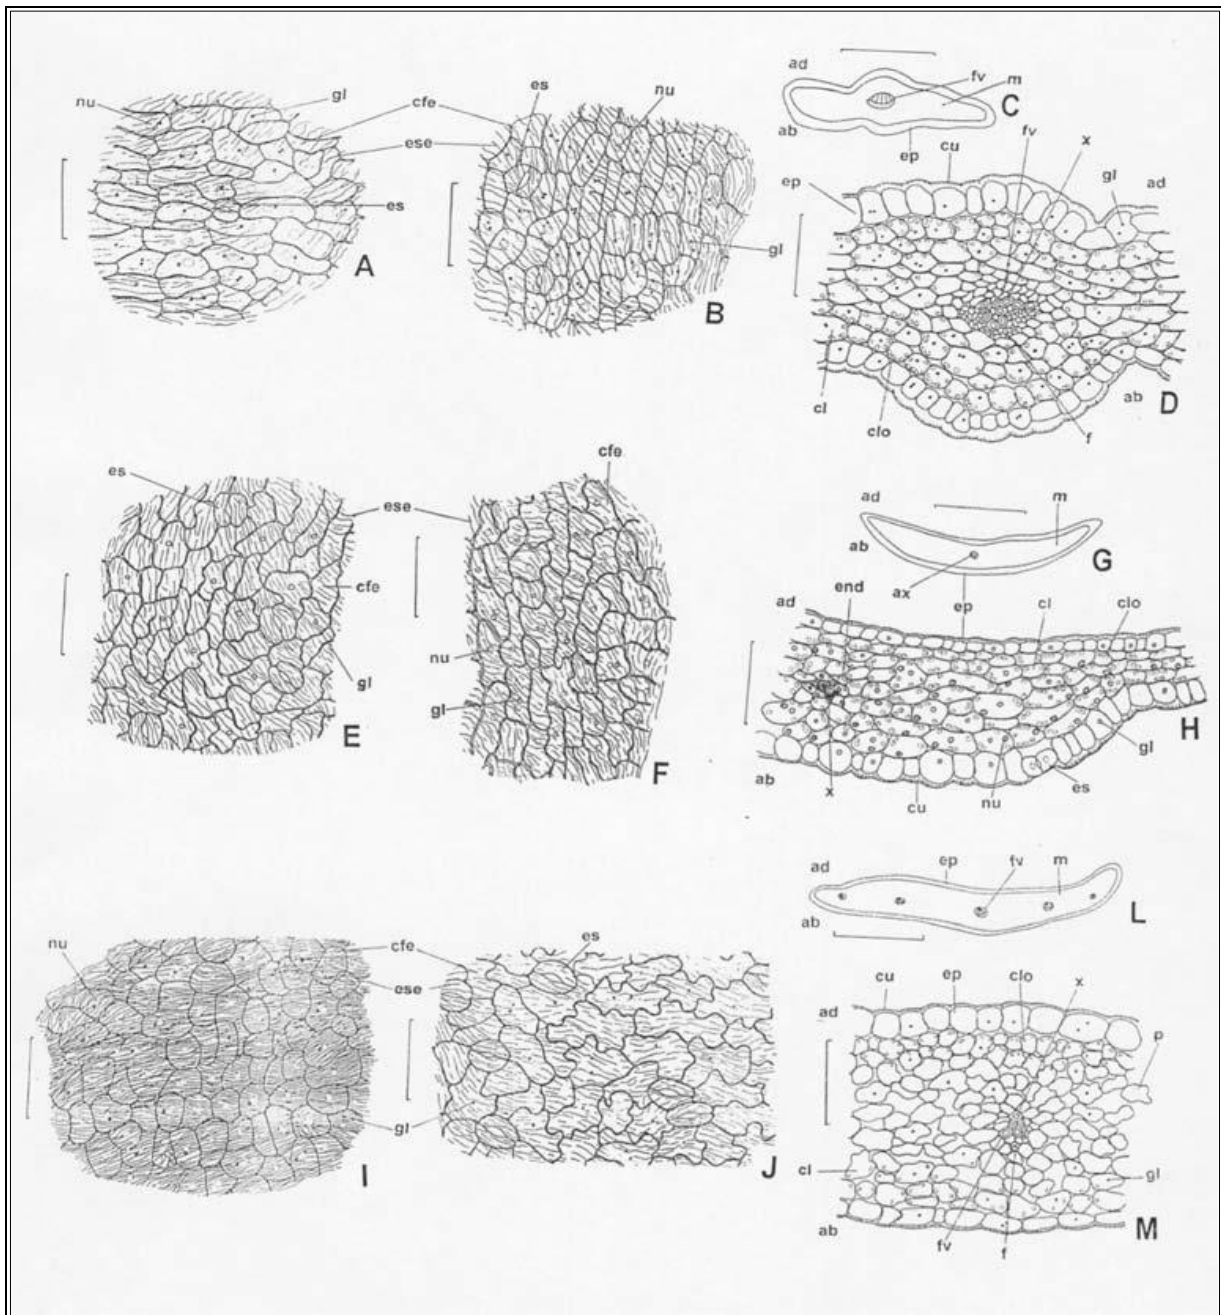 nu
gl
cfe
ese
es
A
es
nu
gl
B
ad
fv
m
C
ab
ep
cu
fv
x
gl
ad
ep
cl
clo
f
ab
D
es
ese
cfe
gl
E
cfe
nu
gl
F
ad
m
ab
G
ax
ep
ad
end
cl
clo
H
gl
ab
x
cu
nu
es
ad
ep
fv
m
L
ab
nu
cfe
ese
gl
I
es
J
cu
ep
clo
x
ad
p
cl
gl
ab
fv
f
M